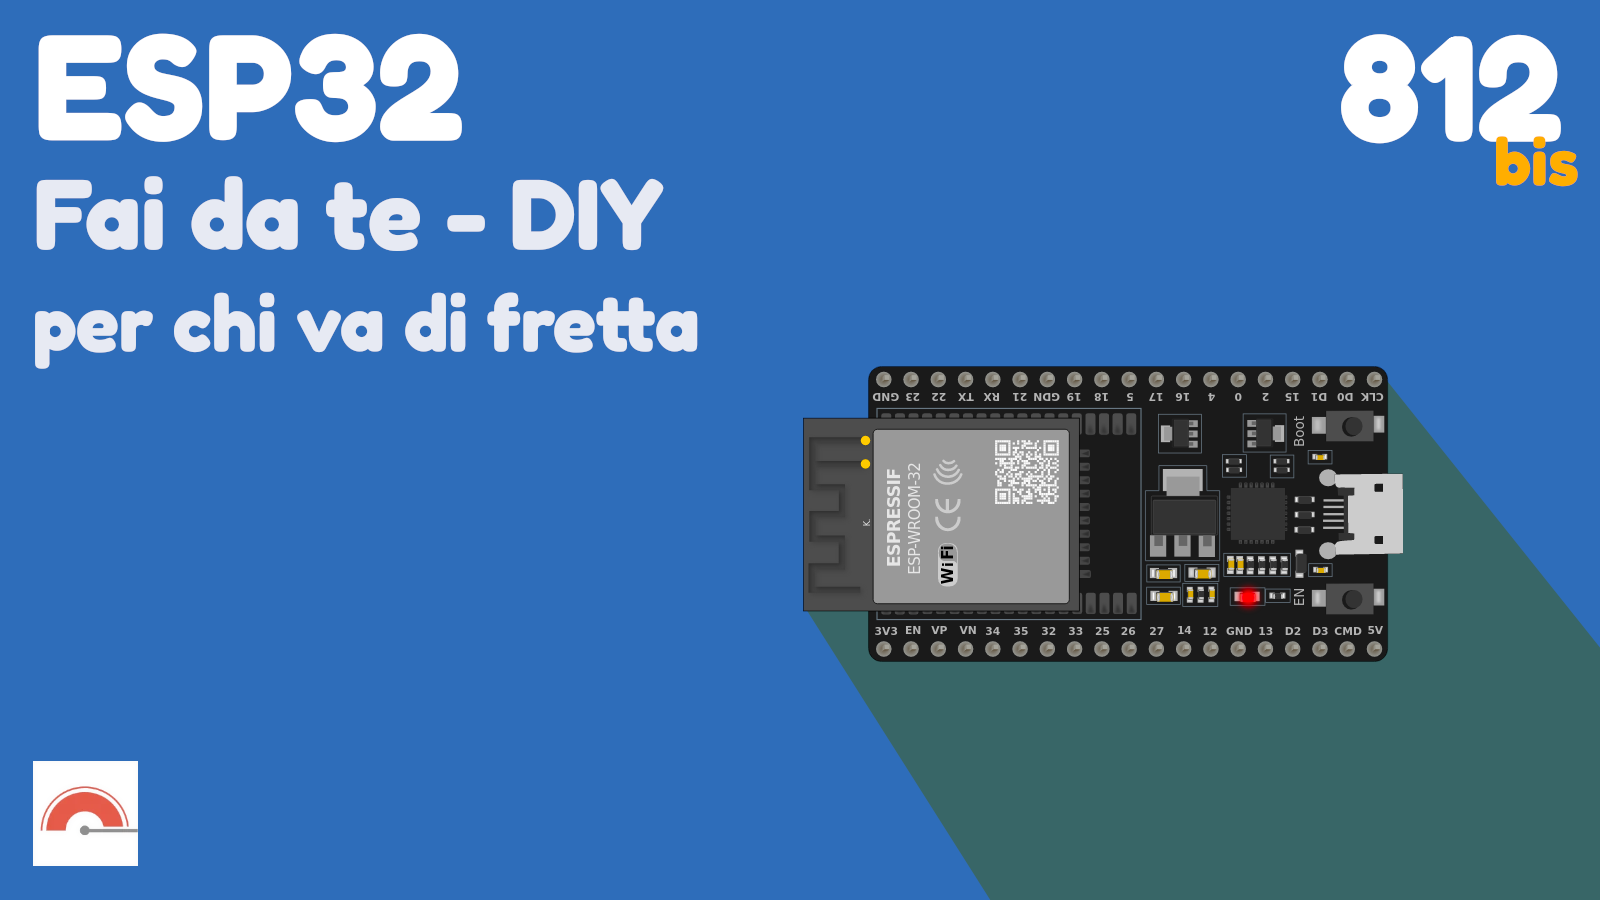 ESP32
812
bis
Fai da te - DIY
per chi va di fretta
GND 23 22 TX RX 21 GND 19 18 5 17 16 4 0 2 15 D1 D0 CLK
Boot
ESPRESSIF
ESP-WROOM-32
CE
WiFi
EN
3V3 EN VP VN 34 35 32 33 25 26 27 14 12 GND 13 D2 D3 CMD 5V